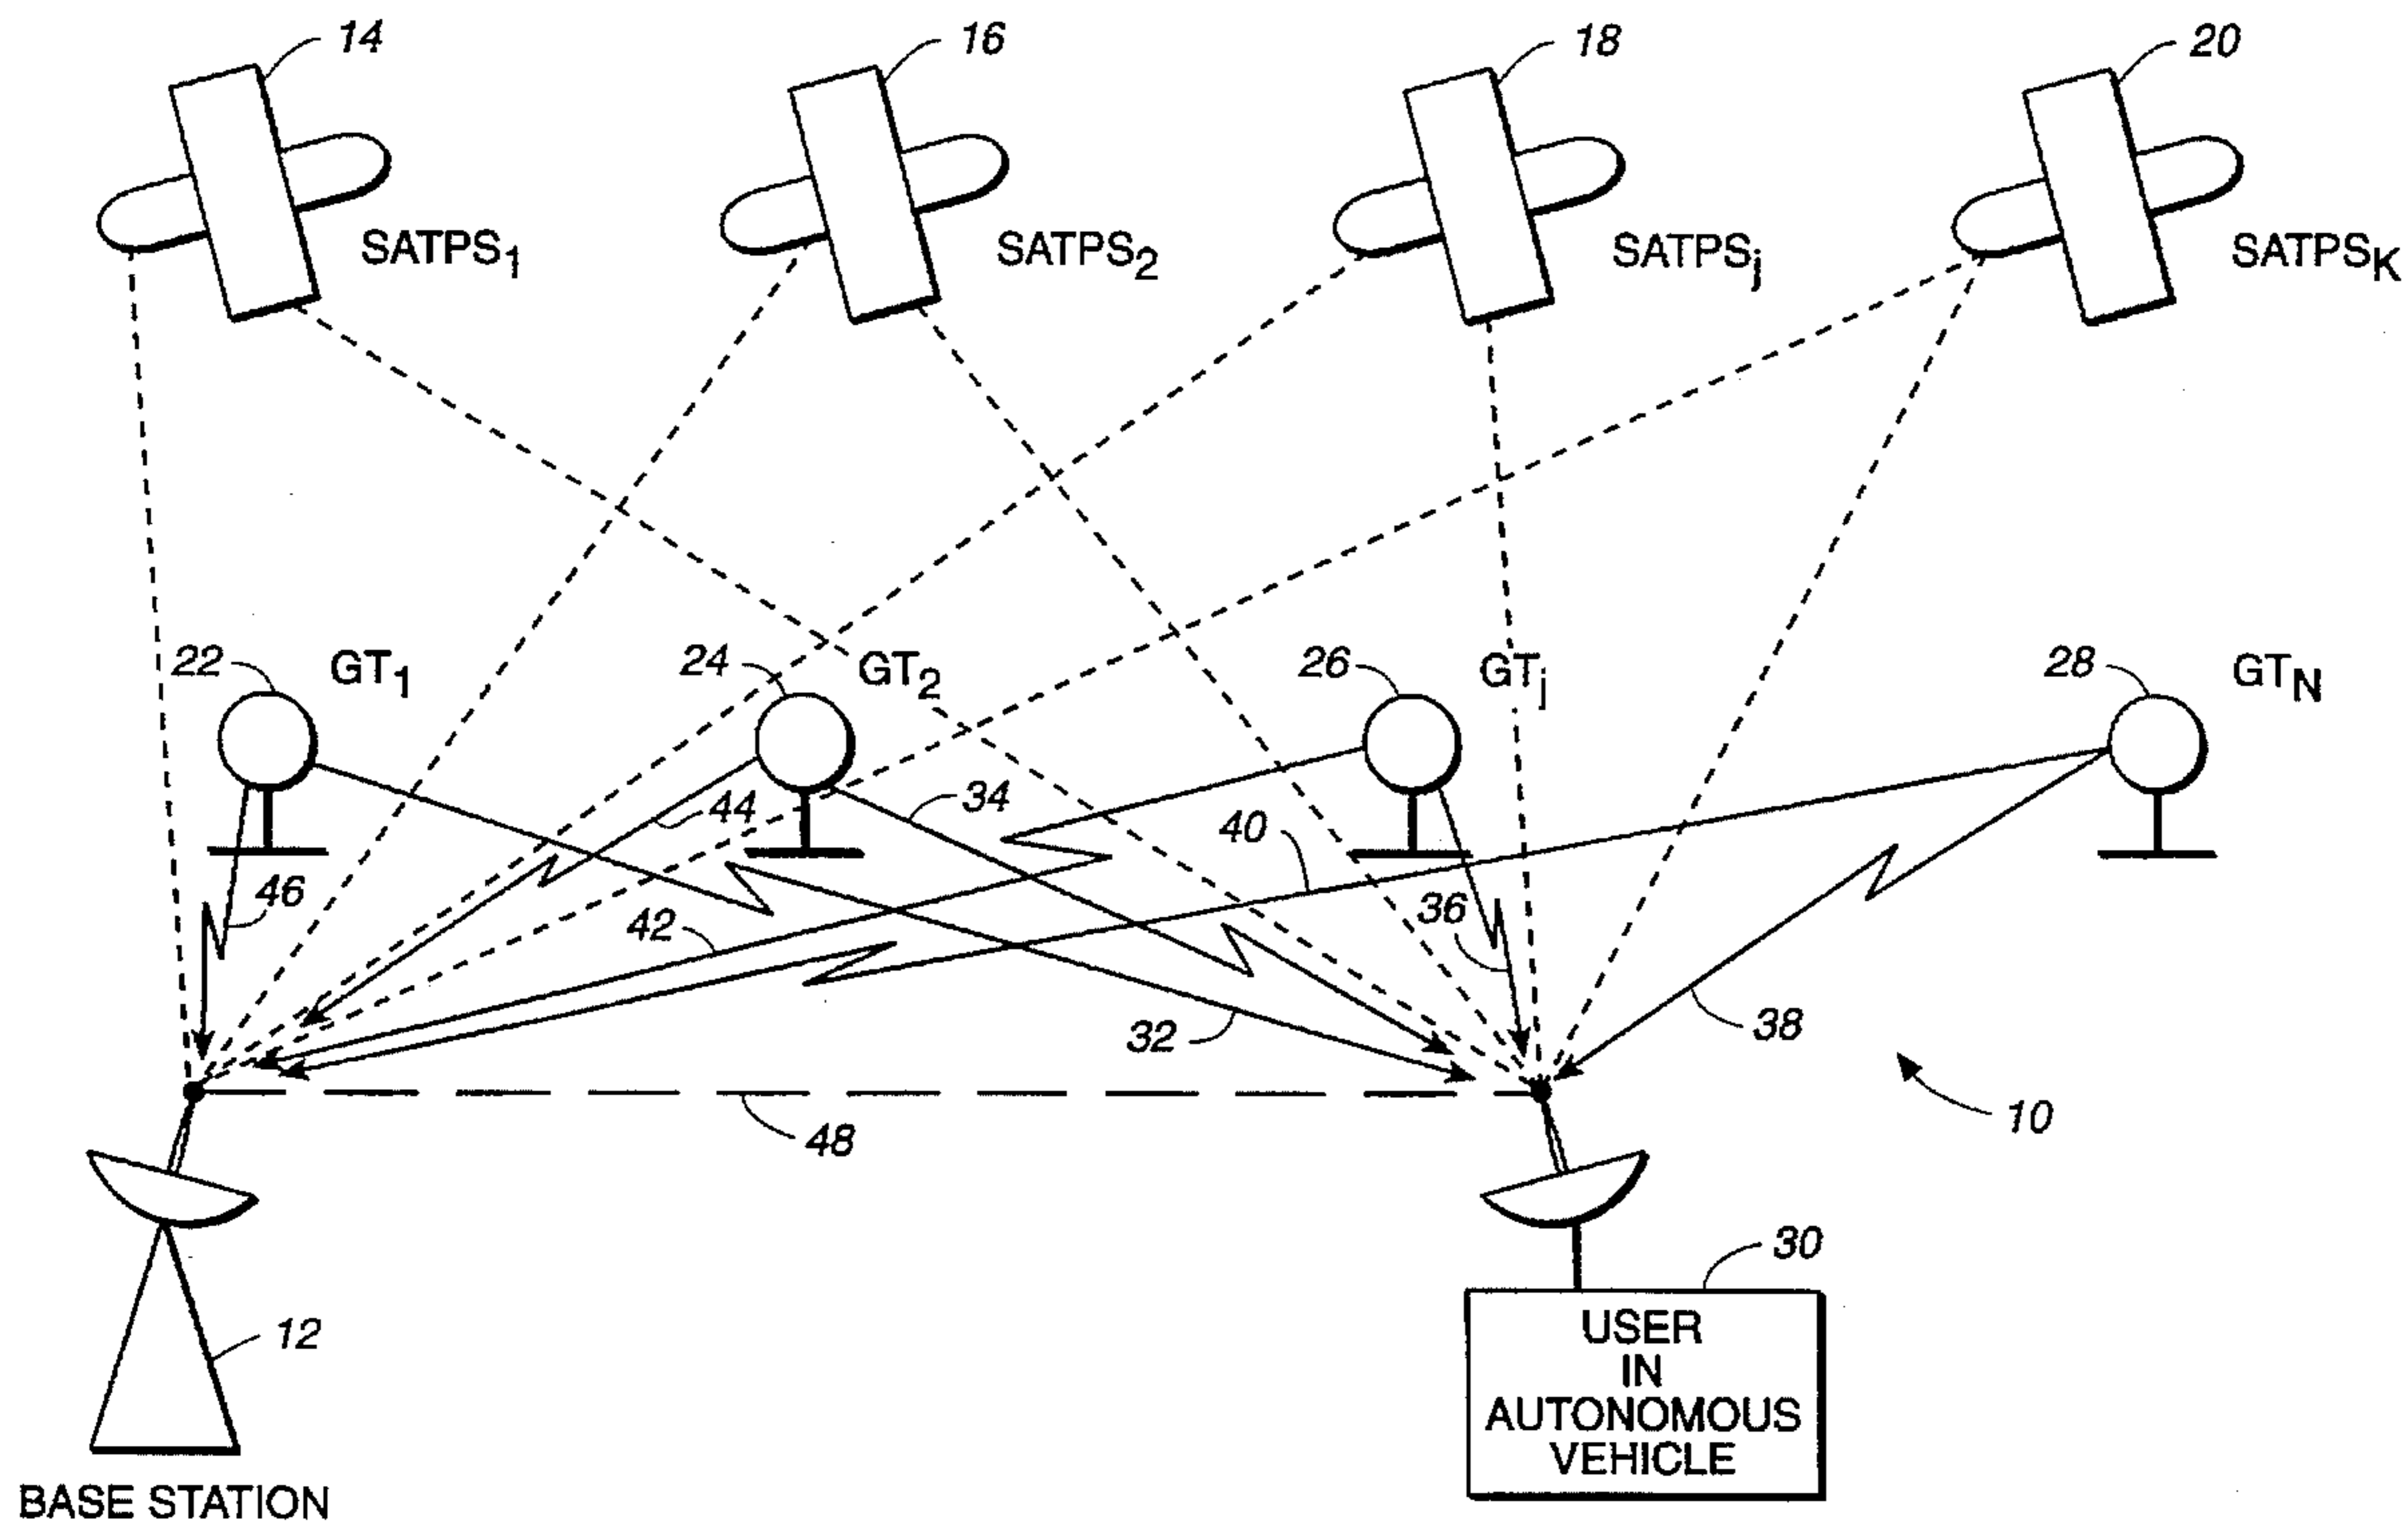 14
16
18
20
SATPS1
SATPS2
SATPSj
SATPSK
22
GT1
24
GT2
26
GTj
28
GTN
44
34
40
46
42
36
32
38
10
48
30
12
USER
IN
AUTONOMOUS
VEHICLE
BASE STATION